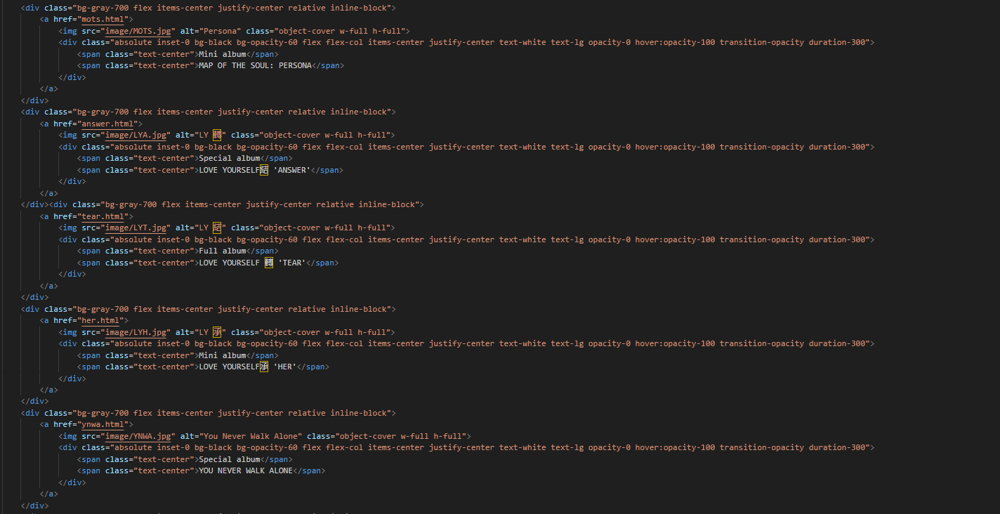 <div class="bg-gray-700 flex items-center justify-center relative inline-block">
<a href="mots.html">
<img src="image/MOTS.jpg" alt="Persona" class="object-cover w-full h-full">
<div class="absolute inset-0 bg-black bg-opacity-60 flex flex-col items-center justify-center text-white text-lg opacity-0 hover:opacity-100 transition-opacity duration-300">
<span class="text-center">Mini album</span>
<span class="text-center">MAP OF THE SOUL: PERSONA</span>
</div>
</a>
</div>
<div class="bg-gray-700 flex items-center justify-center relative inline-block">
<a href="answer.html">
<img src="image/LYA.jpg" alt="LY 轉" class="object-cover w-full h-full">
<div class="absolute inset-0 bg-black bg-opacity-60 flex flex-col items-center justify-center text-white text-lg opacity-0 hover:opacity-100 transition-opacity duration-300">
<span class="text-center">Special album</span>
<span class="text-center">LOVE YOURSELF結 'ANSWER'</span>
</div>
</a>
</div><div class="bg-gray-700 flex items-center justify-center relative inline-block">
<a href="tear.html">
<img src="image/LYT.jpg" alt="LY 結" class="object-cover w-full h-full">
<div class="absolute inset-0 bg-black bg-opacity-60 flex flex-col items-center justify-center text-white text-lg opacity-0 hover:opacity-100 transition-opacity duration-300">
<span class="text-center">Full album</span>
<span class="text-center">LOVE YOURSELF 轉 'TEAR'</span>
</div>
</a>
</div>
<div class="bg-gray-700 flex items-center justify-center relative inline-block">
<a href="her.html">
<img src="image/LYH.jpg" alt="LY 承" class="object-cover w-full h-full">
<div class="absolute inset-0 bg-black bg-opacity-60 flex flex-col items-center justify-center text-white text-lg opacity-0 hover:opacity-100 transition-opacity duration-300">
<span class="text-center">Mini album</span>
<span class="text-center">LOVE YOURSELF承 'HER'</span>
</div>
</a>
</div>
<div class="bg-gray-700 flex items-center justify-center relative inline-block">
<a href="ynwa.html">
<img src="image/YNWA.jpg" alt="You Never Walk Alone" class="object-cover w-full h-full">
<div class="absolute inset-0 bg-black bg-opacity-60 flex flex-col items-center justify-center text-white text-lg opacity-0 hover:opacity-100 transition-opacity duration-300">
<span class="text-center">Special album</span>
<span class="text-center">YOU NEVER WALK ALONE</span>
</div>
</a>
</div>